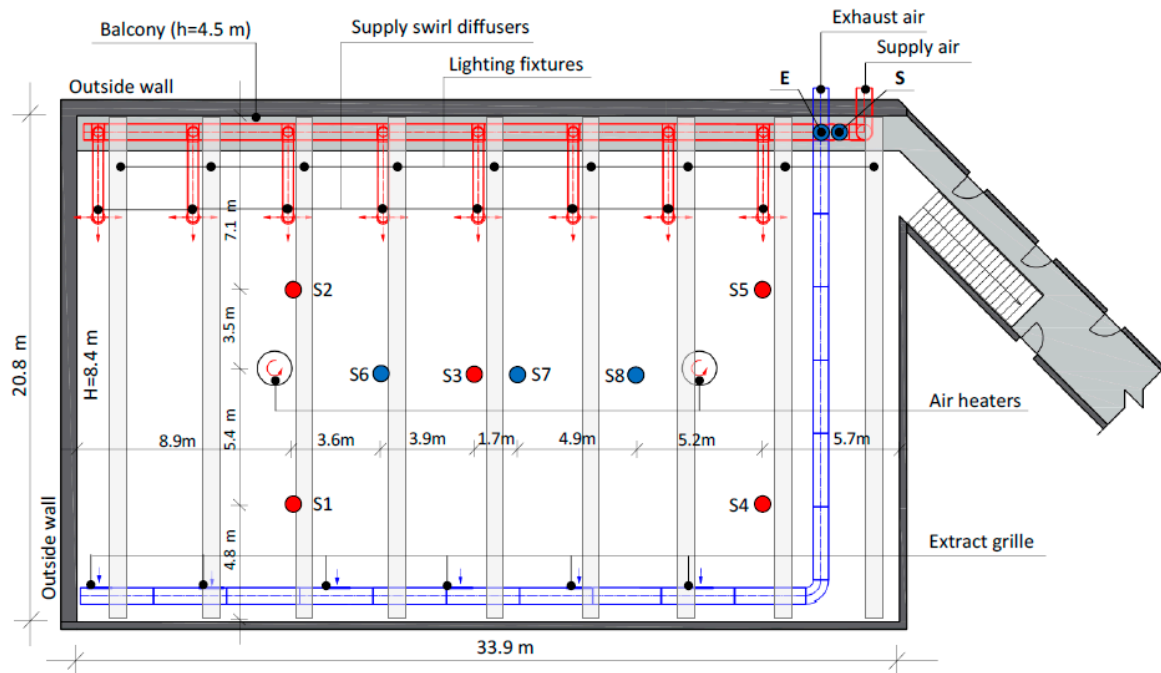 Exhaust air
Balcony (h=4.5 m)
Supply swirl diffusers
Supply air
Lighting fixtures
Outside wall
E
S
7.1 m
S2
S5
3.5 m
20.8 m
H=8.4 m
S6
S3
S7
S8
Air heaters
5.4 m
8.9m
3.6m
3.9m
1.7m
4.9m
5.2m
5.7m
S1
S4
Outside wall
4.8 m
Extract grille
33.9 m